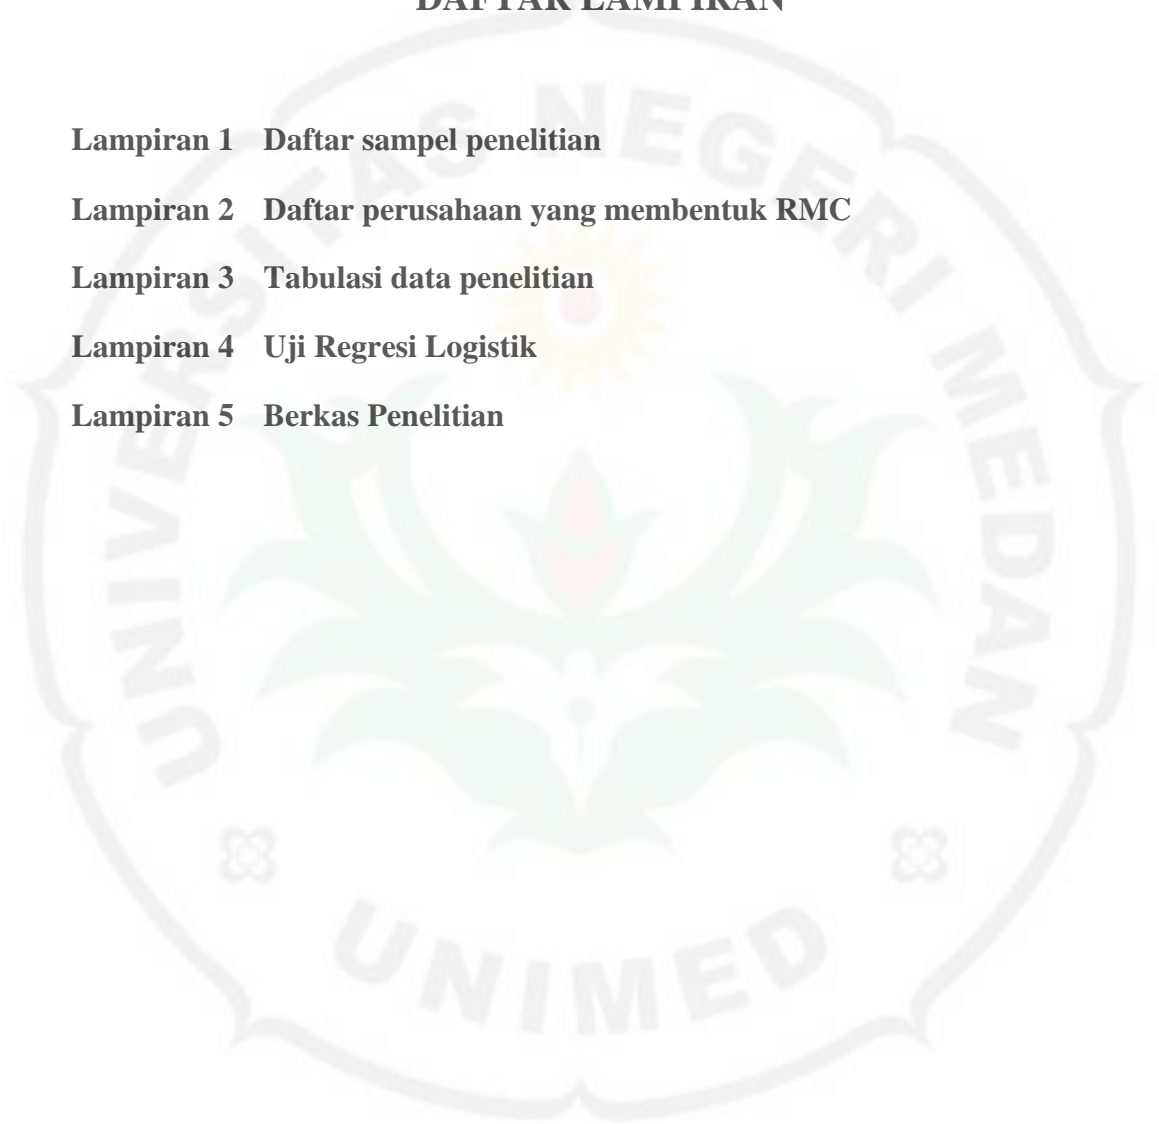 DAFTAR LAMPIRAN
Lampiran 1 Daftar sampel penelitian
Lampiran 2 Daftar perusahaan yang membentuk RMC
Lampiran 3 Tabulasi data penelitian
Lampiran 4 Uji Regresi Logistik
Lampiran 5 Berkas Penelitian
UNIVERSITAS NEGERI MEDAN
UNIMED